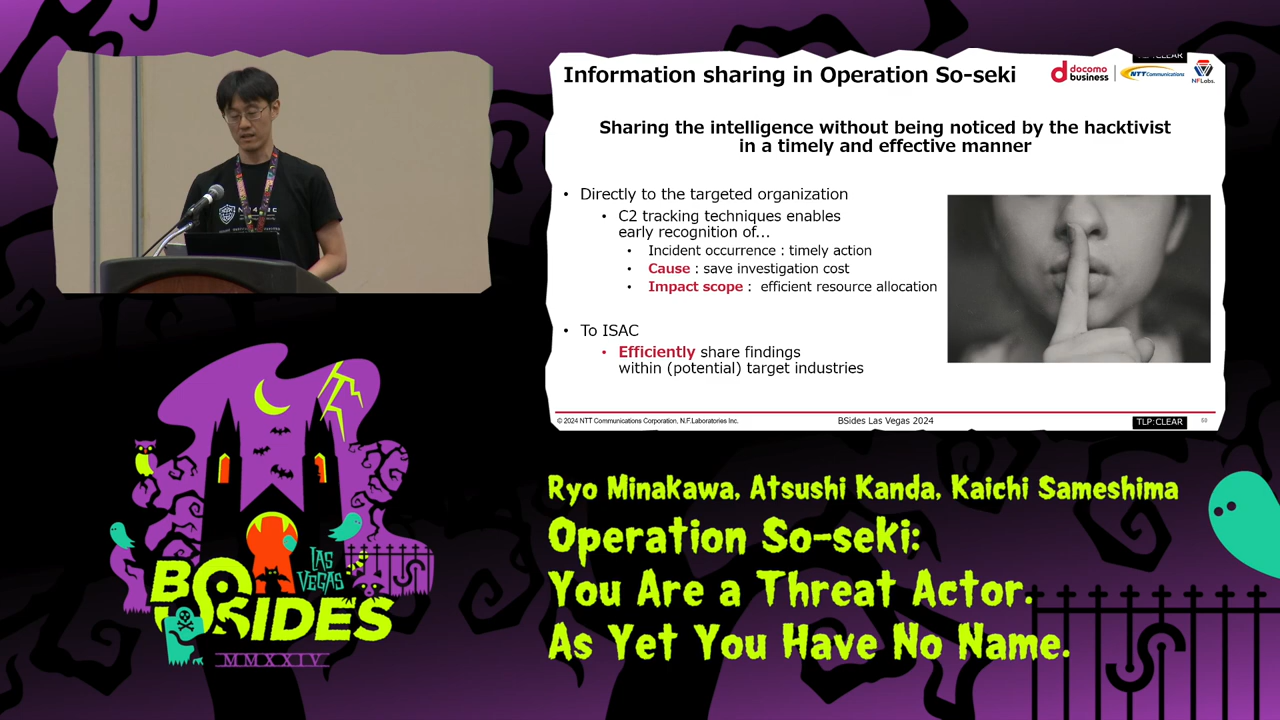 Information sharing in Operation So-seki
docomo
business
NTT Communications
NFLabs.
Sharing the intelligence without being noticed by the hacktivist
in a timely and effective manner
• Directly to the targeted organization
• C2 tracking techniques enables
early recognition of...
• Incident occurrence : timely action
• Cause : save investigation cost
• Impact scope : efficient resource allocation
• To ISAC
• Efficiently share findings
within (potential) target industries
© 2024 NTT Communications Corporation, N.F.Laboratories Inc.
BSides Las Vegas 2024
TLP:CLEAR
BSIDES
LAS
VEGAS
MMXXIV
Ryo Minakawa, Atsushi Kanda, Kaichi Sameshima
Operation So-seki:
You Are a Threat Actor.
As Yet You Have No Name.